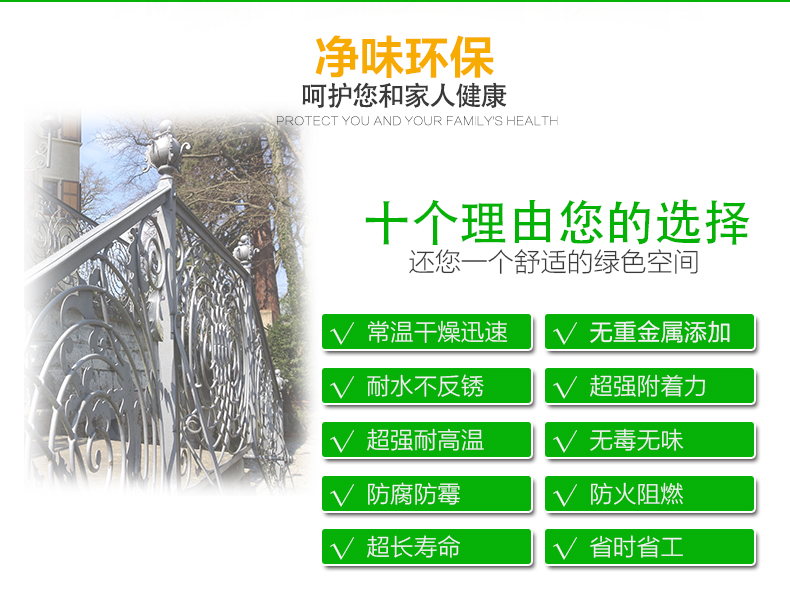 净味环保
呵护您和家人健康
PROTECT YOU AND YOUR FAMILY'S HEALTH
十个理由您的选择
还您一个舒适的绿色空间
√ 常温干燥迅速
√ 无重金属添加
√ 耐水不反锈
√ 超强附着力
√ 超强耐高温
√ 无毒无味
√ 防腐防霉
√ 防火阻燃
√ 超长寿命
√ 省时省工